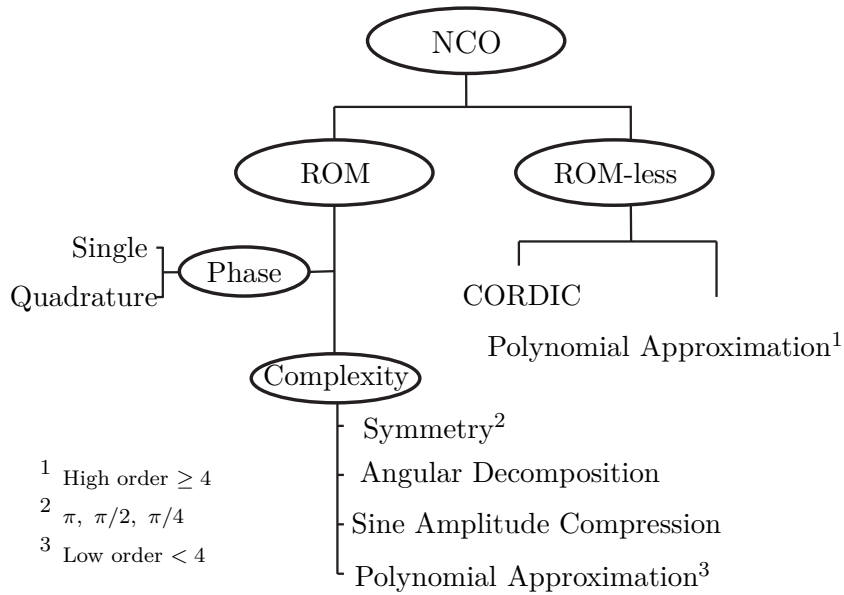 NCO
ROM
ROM-less
Single
Phase
Quadrature
CORDIC
Polynomial Approximation¹
Complexity
Symmetry²
Angular Decomposition
Sine Amplitude Compression
Polynomial Approximation³
¹ High order ≥ 4
² π, π/2, π/4
³ Low order < 4